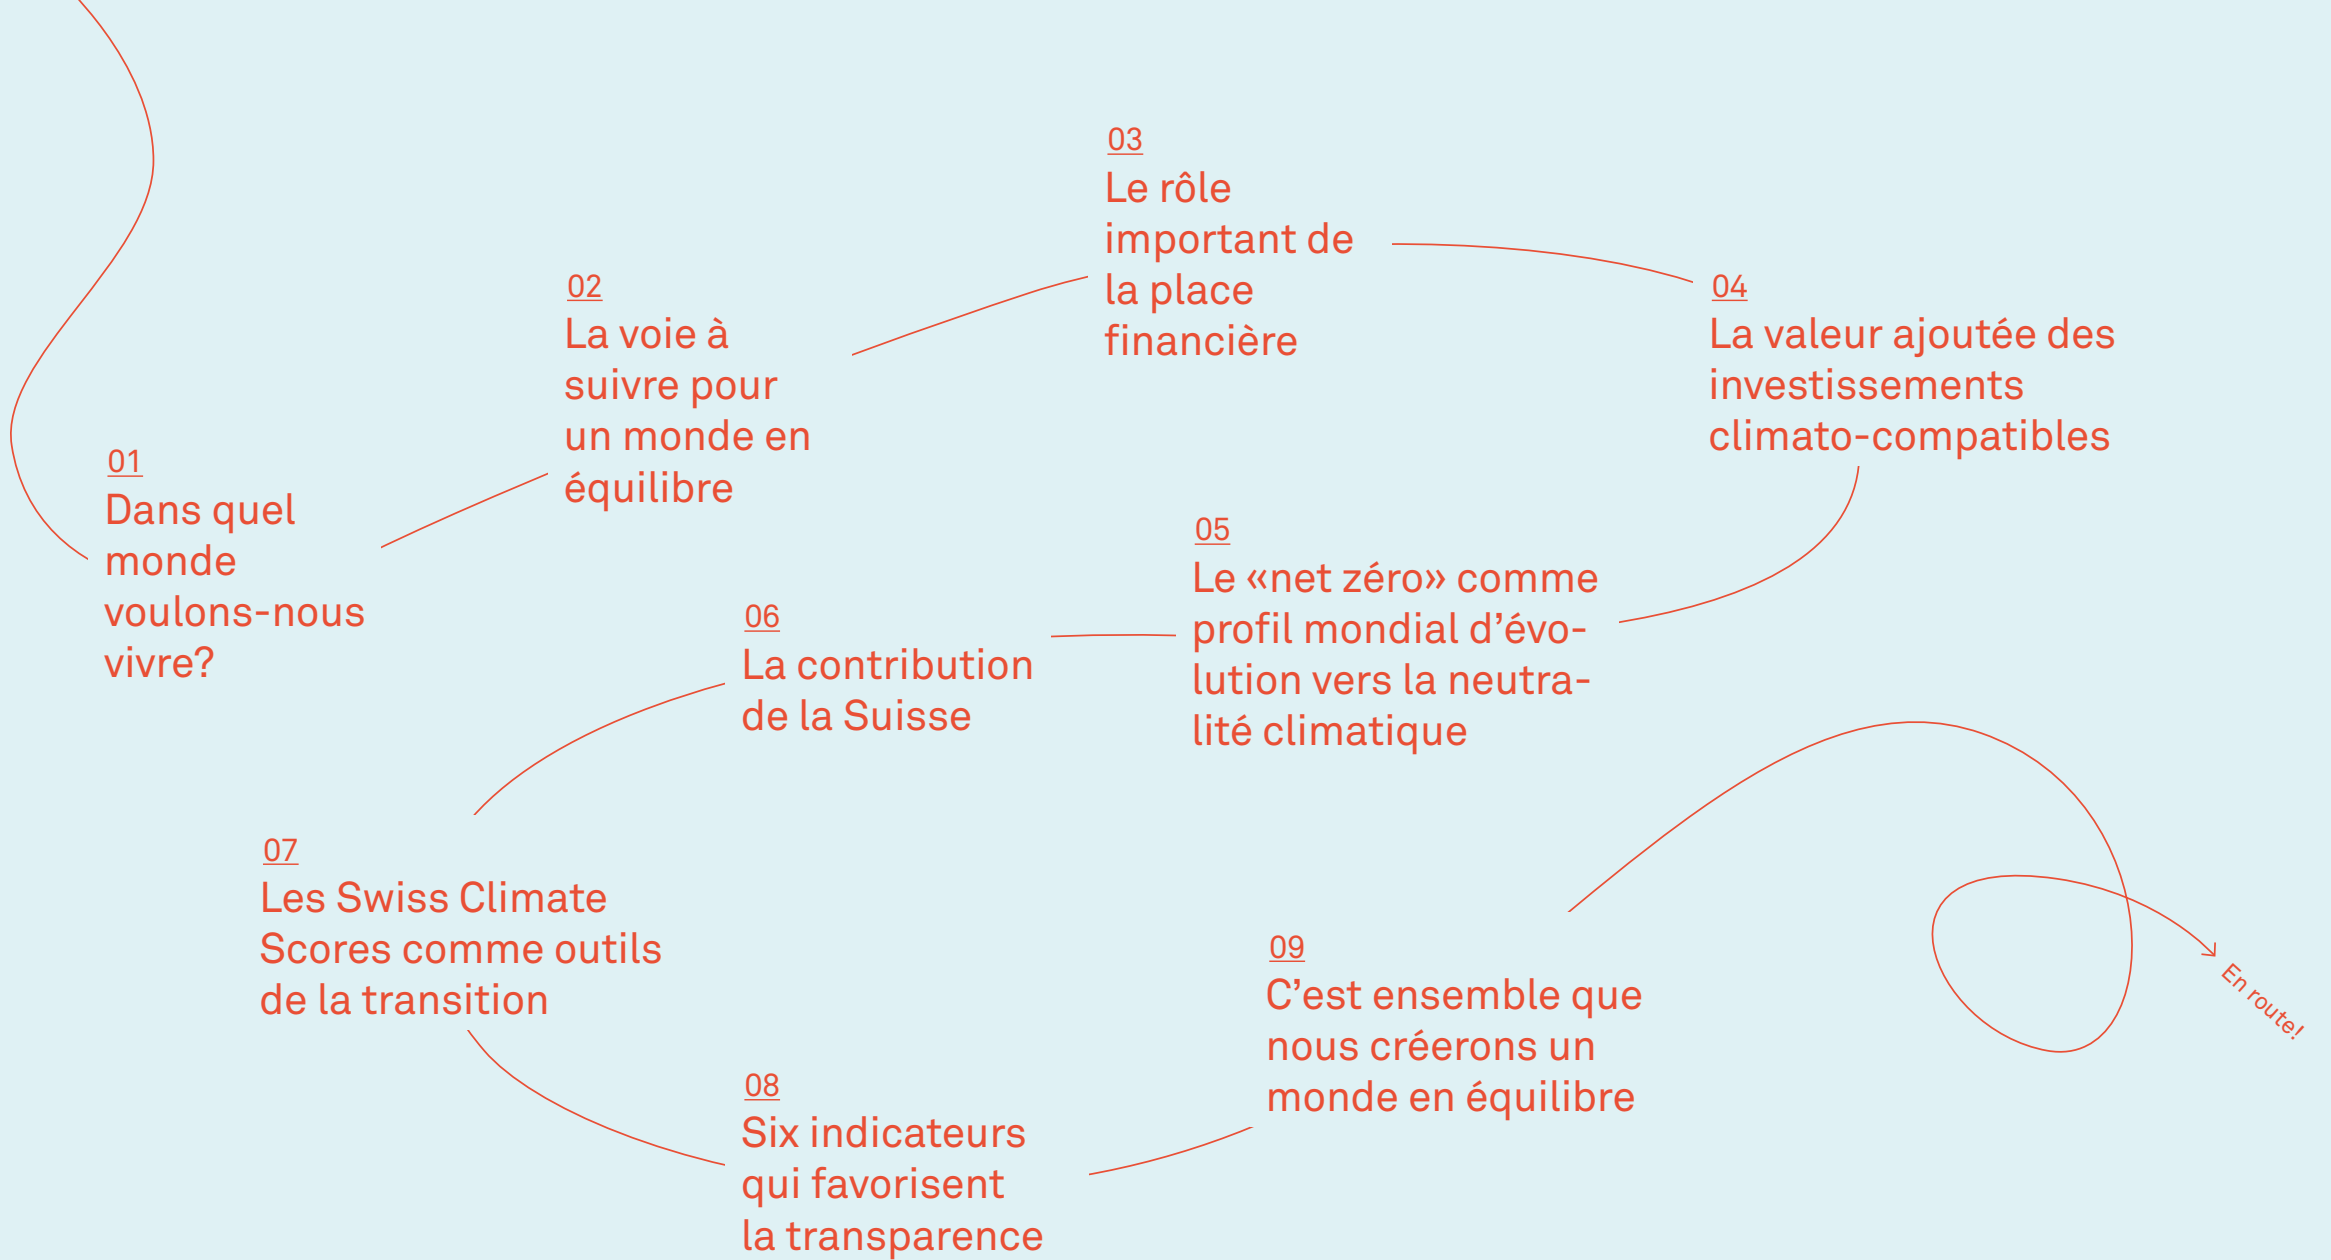 01
Dans quel
monde
voulons-nous
vivre?
02
La voie à
suivre pour
un monde en
équilibre
03
Le rôle
important de
la place
financière
04
La valeur ajoutée des
investissements
climato-compatibles
05
Le «net zéro» comme
profil mondial d’évo-
lution vers la neutra-
lité climatique
06
La contribution
de la Suisse
07
Les Swiss Climate
Scores comme outils
de la transition
08
Six indicateurs
qui favorisent
la transparence
09
C’est ensemble que
nous créerons un
monde en équilibre
En route!